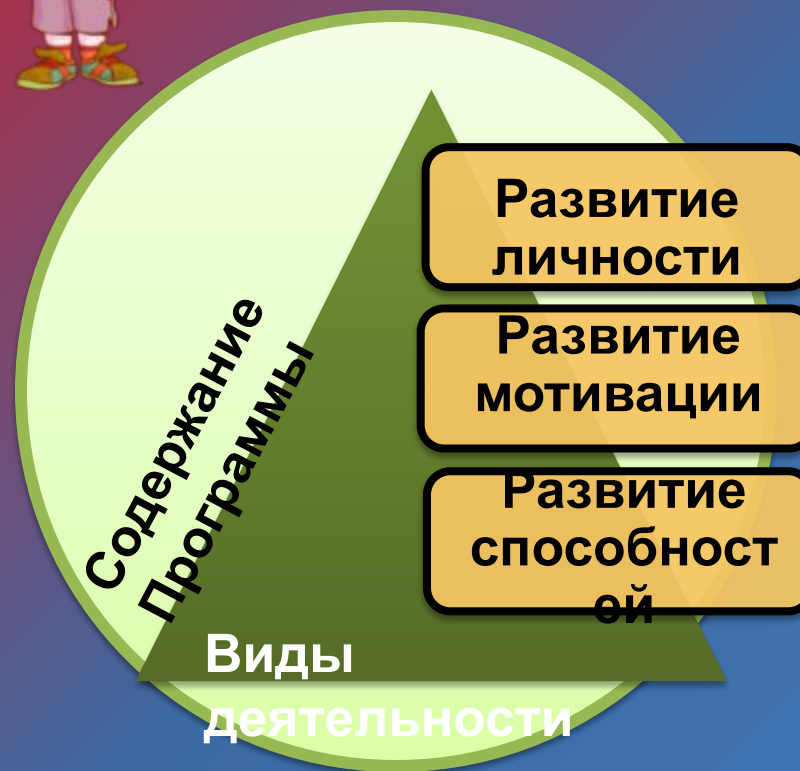 Развитие
личности
Развитие
мотивации
Развитие
способност
ей
Содержание
Программы
Виды
деятельности